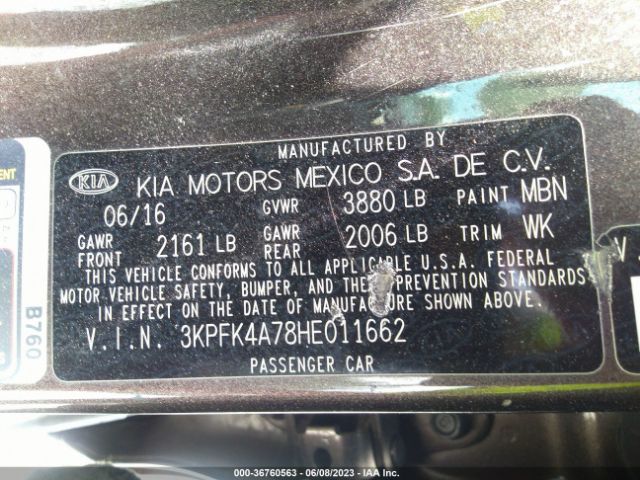 MANUFACTURED BY
KIA KIA MOTORS MEXICO S.A. DE C.V.
06/16 GVWR 3880 LB PAINT MBN
GAWR FRONT 2161 LB GAWR REAR 2006 LB TRIM WK
THIS VEHICLE CONFORMS TO ALL APPLICABLE U.S.A. FEDERAL
MOTOR VEHICLE SAFETY, BUMPER, AND THEFT PREVENTION STANDARDS
IN EFFECT ON THE DATE OF MANUFACTURE SHOWN ABOVE.
V.I.N. 3KPFK4A78HE011662
PASSENGER CAR
B760
000-36760563 / 06/08/2023 - IAA Inc.